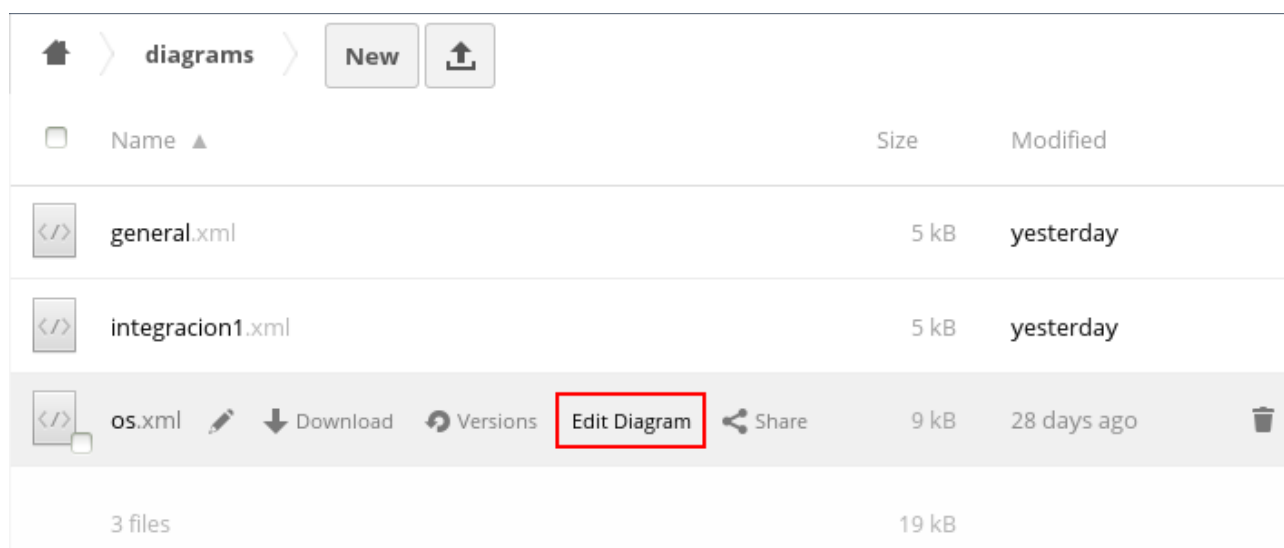 diagrams New
Name ▲ Size Modified
general.xml 5 kB yesterday
integracion1.xml 5 kB yesterday
os.xml Download Versions Edit Diagram Share 9 kB 28 days ago
3 files 19 kB